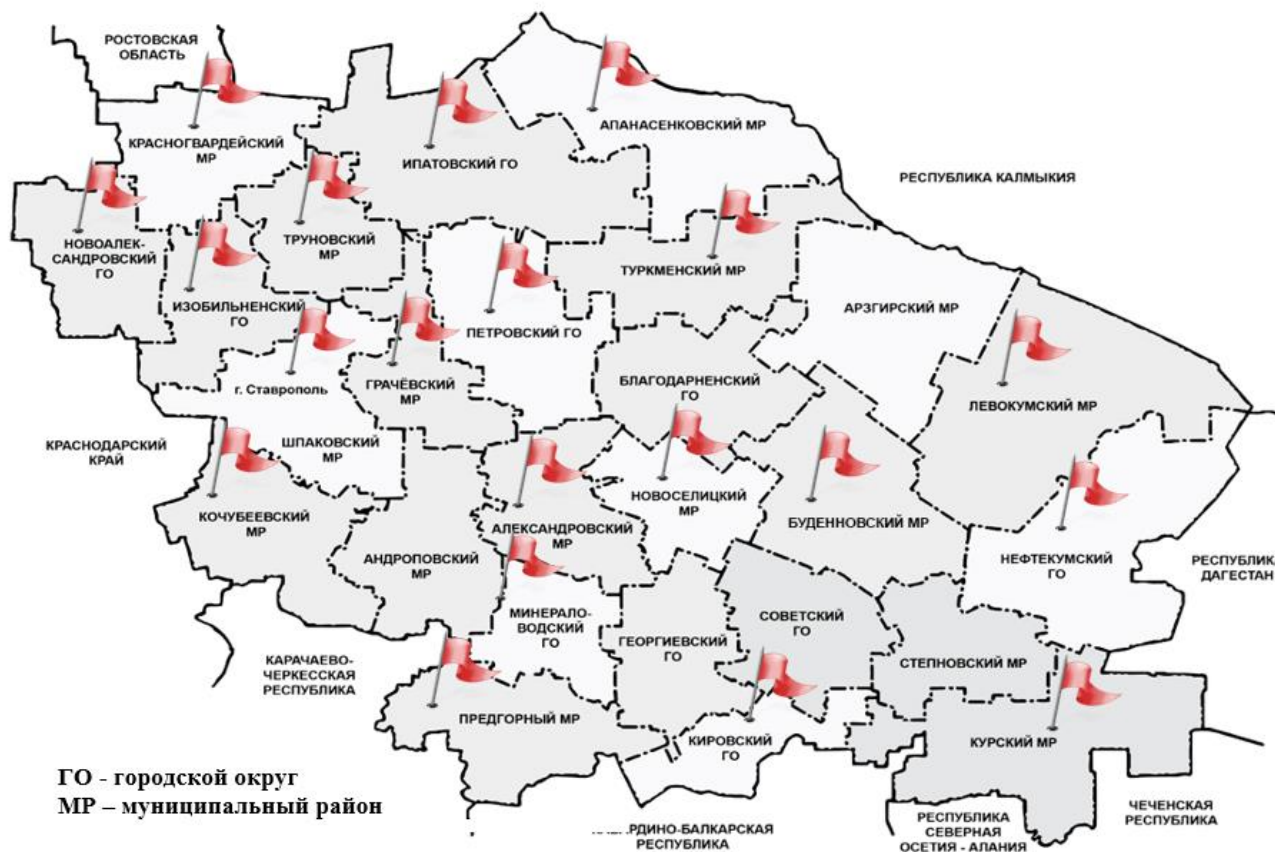 РОСТОВСКАЯ
ОБЛАСТЬ
КРАСНОГВАРДЕЙСКИЙ
МР
АПАНАСЕНКОВСКИЙ МР
ИПАТОВСКИЙ ГО
РЕСПУБЛИКА КАЛМЫКИЯ
НОВОАЛЕК-
САНДРОВСКИЙ
ГО
ТРУНОВСКИЙ
МР
ТУРКМЕНСКИЙ МР
ИЗОБИЛЬНЕНСКИЙ
ГО
ПЕТРОВСКИЙ ГО
АРЗГИРСКИЙ МР
г. Ставрополь
ГРАЧЁВСКИЙ
МР
БЛАГОДАРНЕНСКИЙ
ГО
ЛЕВОКУМСКИЙ МР
КРАСНОДАРСКИЙ
КРАЙ
ШПАКОВСКИЙ
МР
КОЧУБЕЕВСКИЙ
МР
АНДРОПОВСКИЙ
МР
АЛЕКСАНДРОВСКИЙ
МР
НОВОСЕЛИЦКИЙ
МР
БУДЕННОВСКИЙ МР
НЕФТЕКУМСКИЙ
ГО
РЕСПУБЛИКА
ДАГЕСТАН
МИНЕРАЛО-
ВОДСКИЙ
ГО
ГЕОРГИЕВСКИЙ
ГО
СОВЕТСКИЙ
ГО
СТЕПНОВСКИЙ МР
КАРАЧАЕВО-
ЧЕРКЕССКАЯ
РЕСПУБЛИКА
ПРЕДГОРНЫЙ МР
КИРОВСКИЙ
ГО
КУРСКИЙ МР
ГО - городской округ
МР – муниципальный район
РДИНО-БАЛКАРСКАЯ
РЕСПУБЛИКА
РЕСПУБЛИКА
СЕВЕРНАЯ
ОСЕТИЯ - АЛАНИЯ
ЧЕЧЕНСКАЯ
РЕСПУБЛИКА